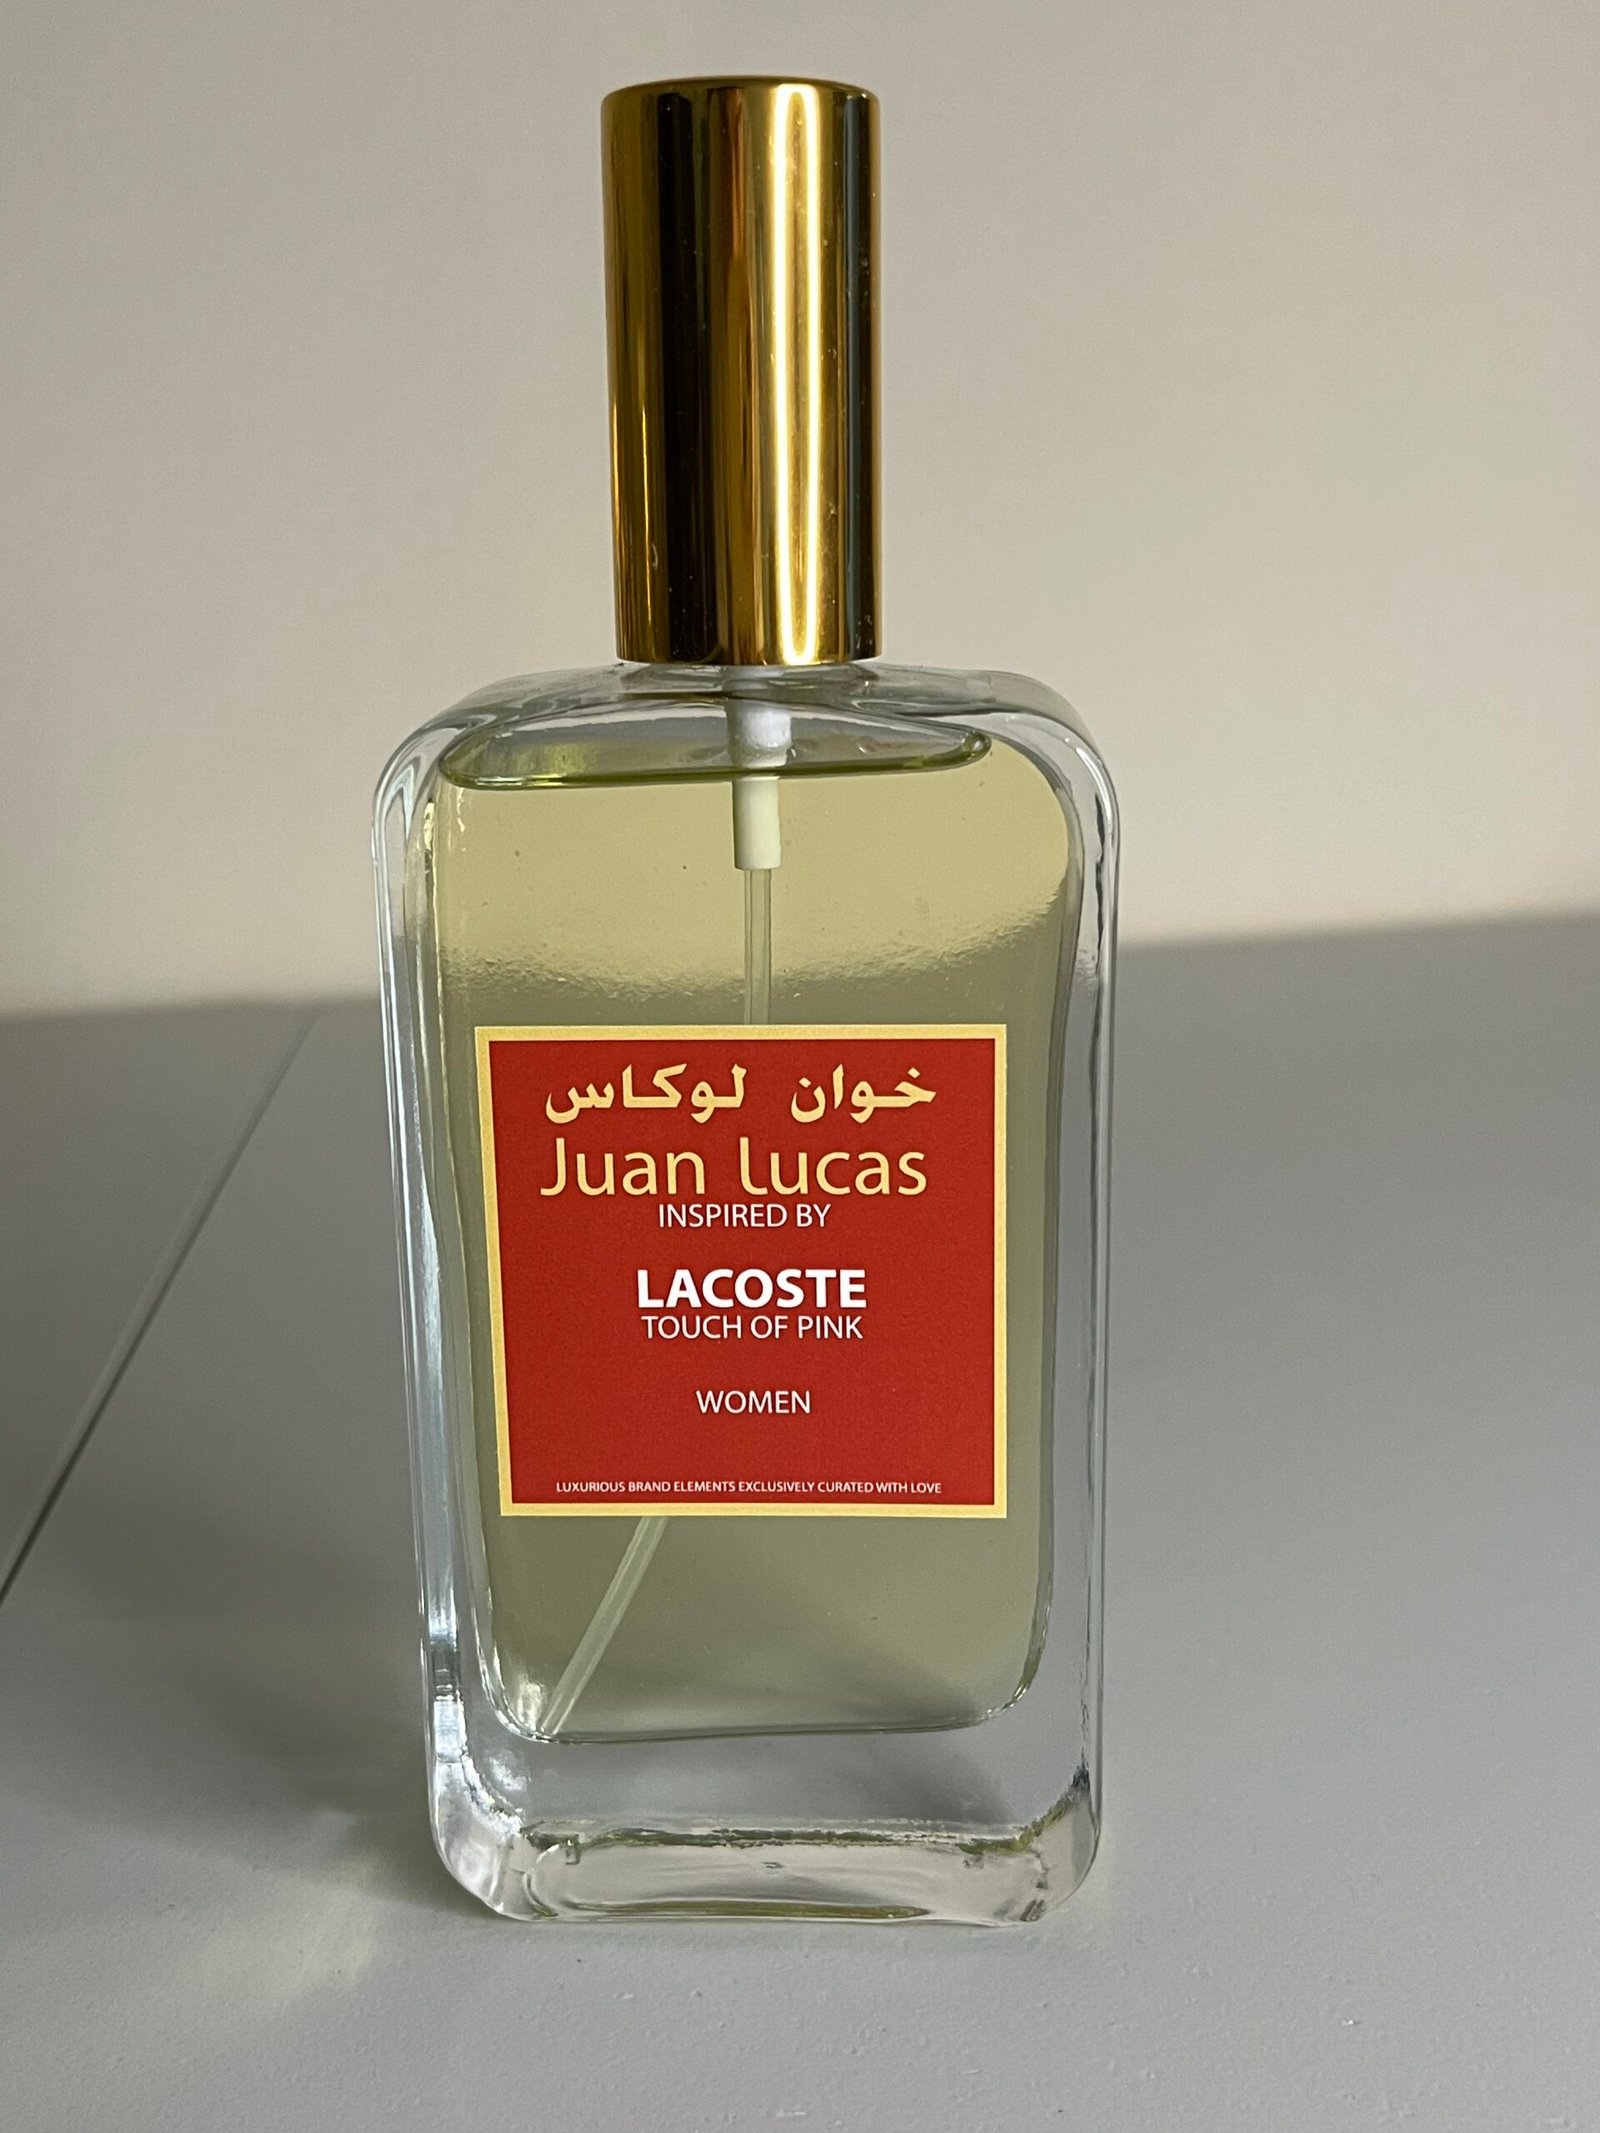 خوان لوكاس
Juan Lucas
INSPIRED BY
LACOSTE
TOUCH OF PINK
WOMEN
LUXURIOUS BRAND ELEMENTS EXCLUSIVELY CURATED WITH LOVE